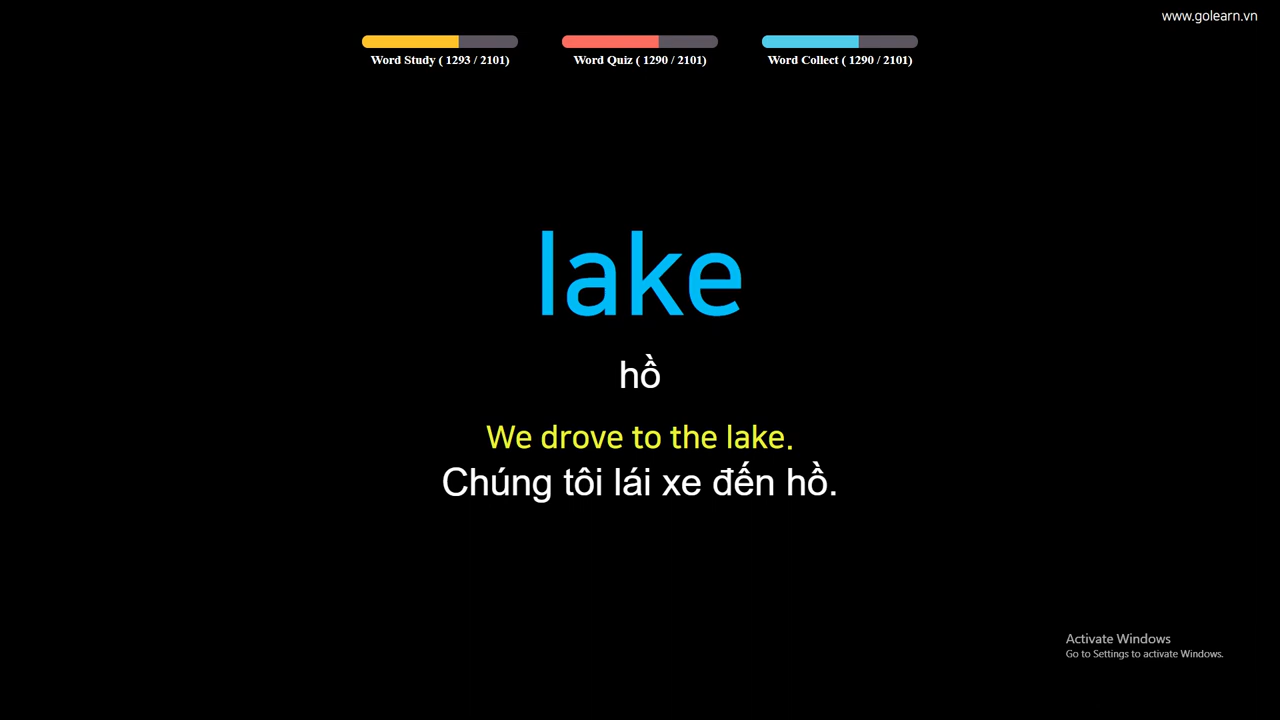 www.golearn.vn
Word Study ( 1293 / 2101)
Word Quiz ( 1290 / 2101)
Word Collect ( 1290 / 2101)
lake
hồ
We drove to the lake.
Chúng tôi lái xe đến hồ.
Activate Windows
Go to Settings to activate Windows.